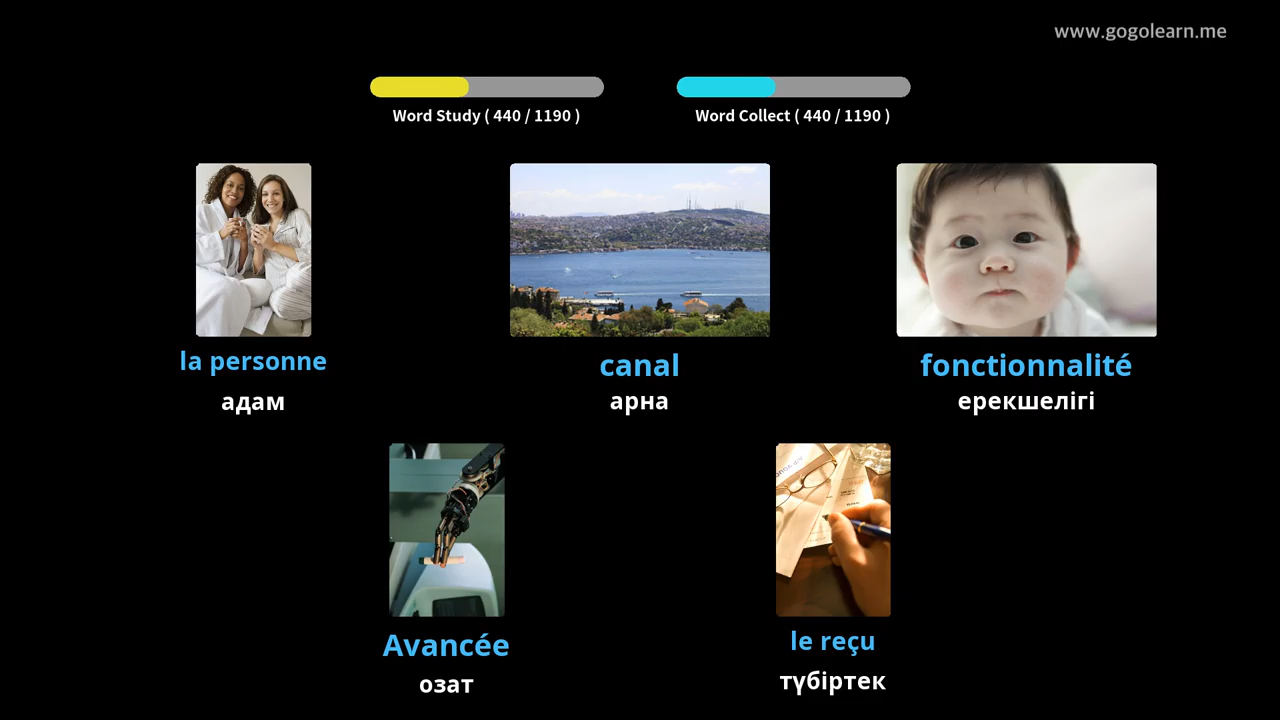 www.gogolearn.me
Word Study ( 440 / 1190 )
Word Collect ( 440 / 1190 )
la personne
адам
canal
арна
fonctionnalité
ерекшелігі
Avancée
озат
le reçu
түбіртек